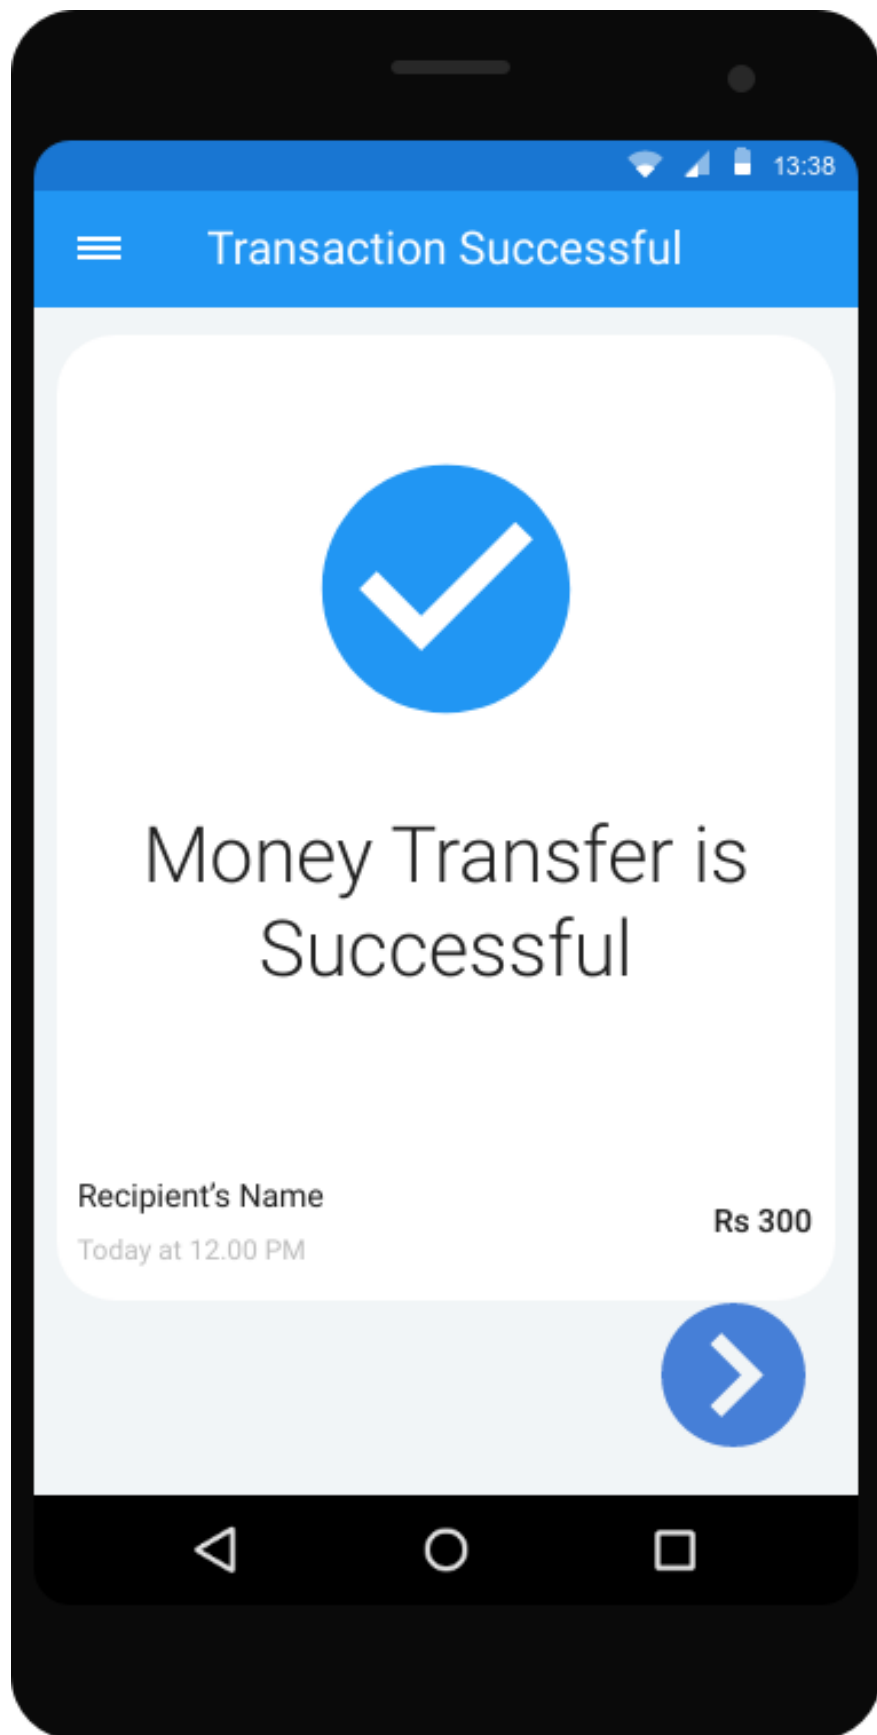 13:38
Transaction Successful
Money Transfer is
Successful
Recipient’s Name
Rs 300
Today at 12.00 PM